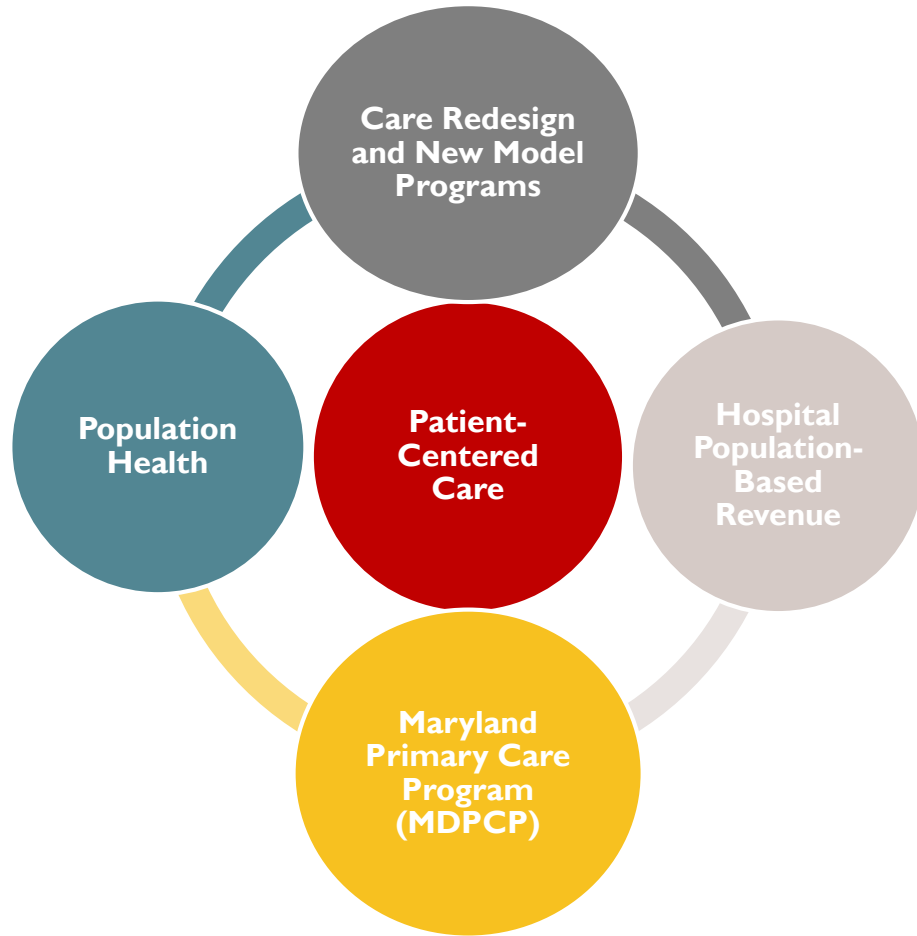 Care Redesign
and New Model
Programs
Population
Health
Patient-
Centered
Care
Hospital
Population-
Based
Revenue
Maryland
Primary Care
Program
(MDPCP)